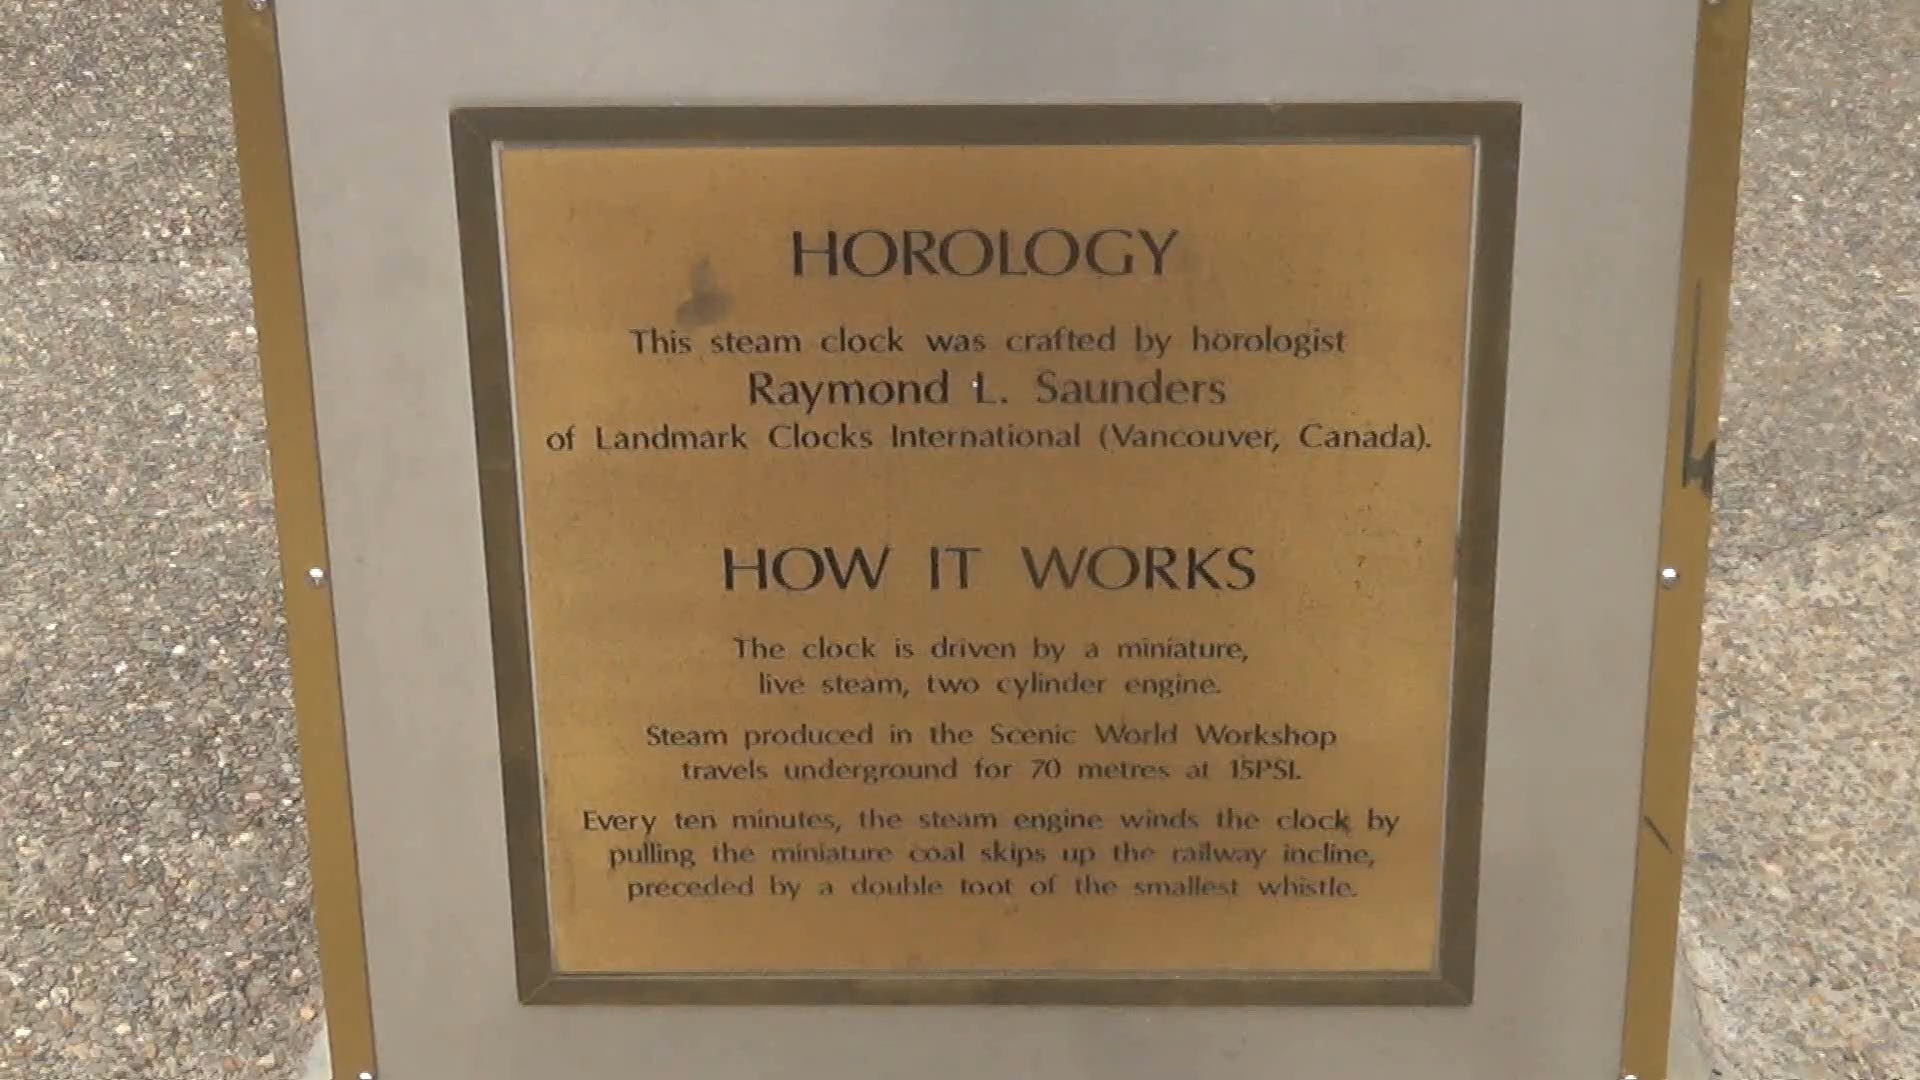 HOROLOGY
This steam clock was crafted by horologist
Raymond L. Saunders
of Landmark Clocks International (Vancouver, Canada).
HOW IT WORKS
The clock is driven by a miniature,
live steam, two cylinder engine.
Steam produced in the Scenic World Workshop
travels underground for 70 metres at 15PSI.
Every ten minutes, the steam engine winds the clock by
pulling the miniature coal skips up the railway incline,
preceded by a double toot of the smallest whistle.